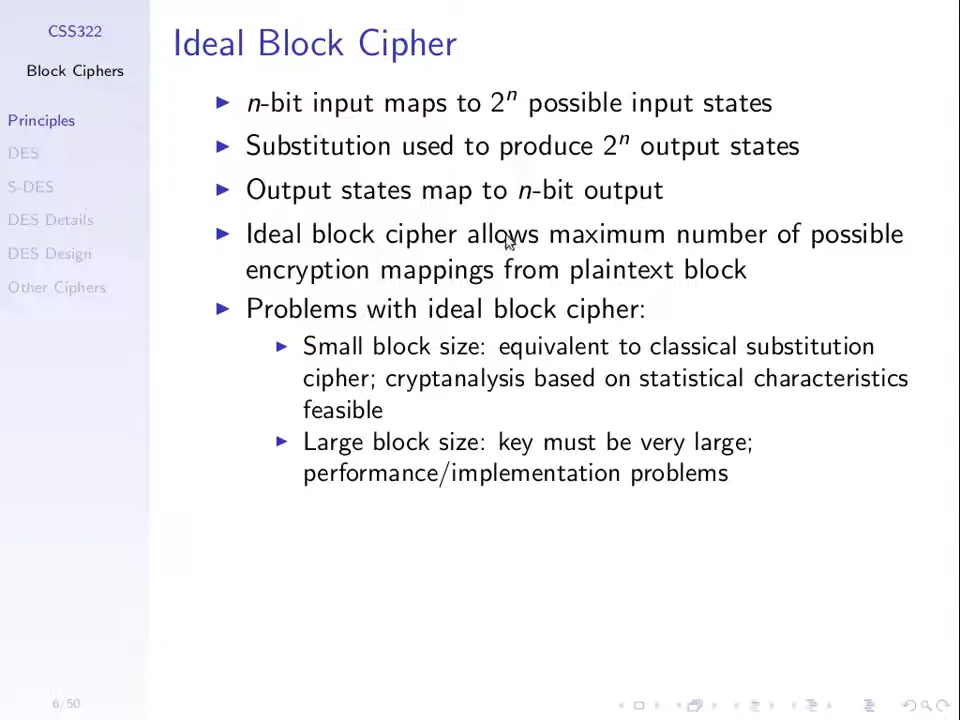 CSS322
Block Ciphers
Principles
DES
S-DES
DES Details
DES Design
Other Ciphers
Ideal Block Cipher
n-bit input maps to 2ⁿ possible input states
Substitution used to produce 2ⁿ output states
Output states map to n-bit output
Ideal block cipher allows maximum number of possible
encryption mappings from plaintext block
Problems with ideal block cipher:
Small block size: equivalent to classical substitution
cipher; cryptanalysis based on statistical characteristics
feasible
Large block size: key must be very large;
performance/implementation problems
6/50